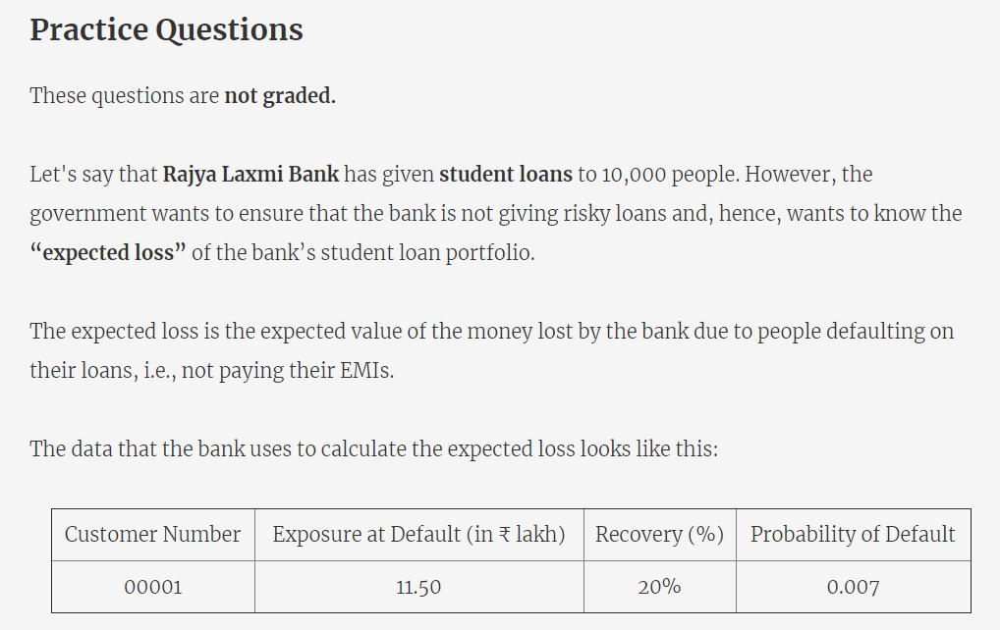 Practice Questions
These questions are not graded.
Let's say that Rajya Laxmi Bank has given student loans to 10,000 people. However, the
government wants to ensure that the bank is not giving risky loans and, hence, wants to know the
“expected loss” of the bank’s student loan portfolio.
The expected loss is the expected value of the money lost by the bank due to people defaulting on
their loans, i.e., not paying their EMIs.
The data that the bank uses to calculate the expected loss looks like this:
Customer Number Exposure at Default (in ₹ lakh) Recovery (%) Probability of Default
00001 11.50 20% 0.007